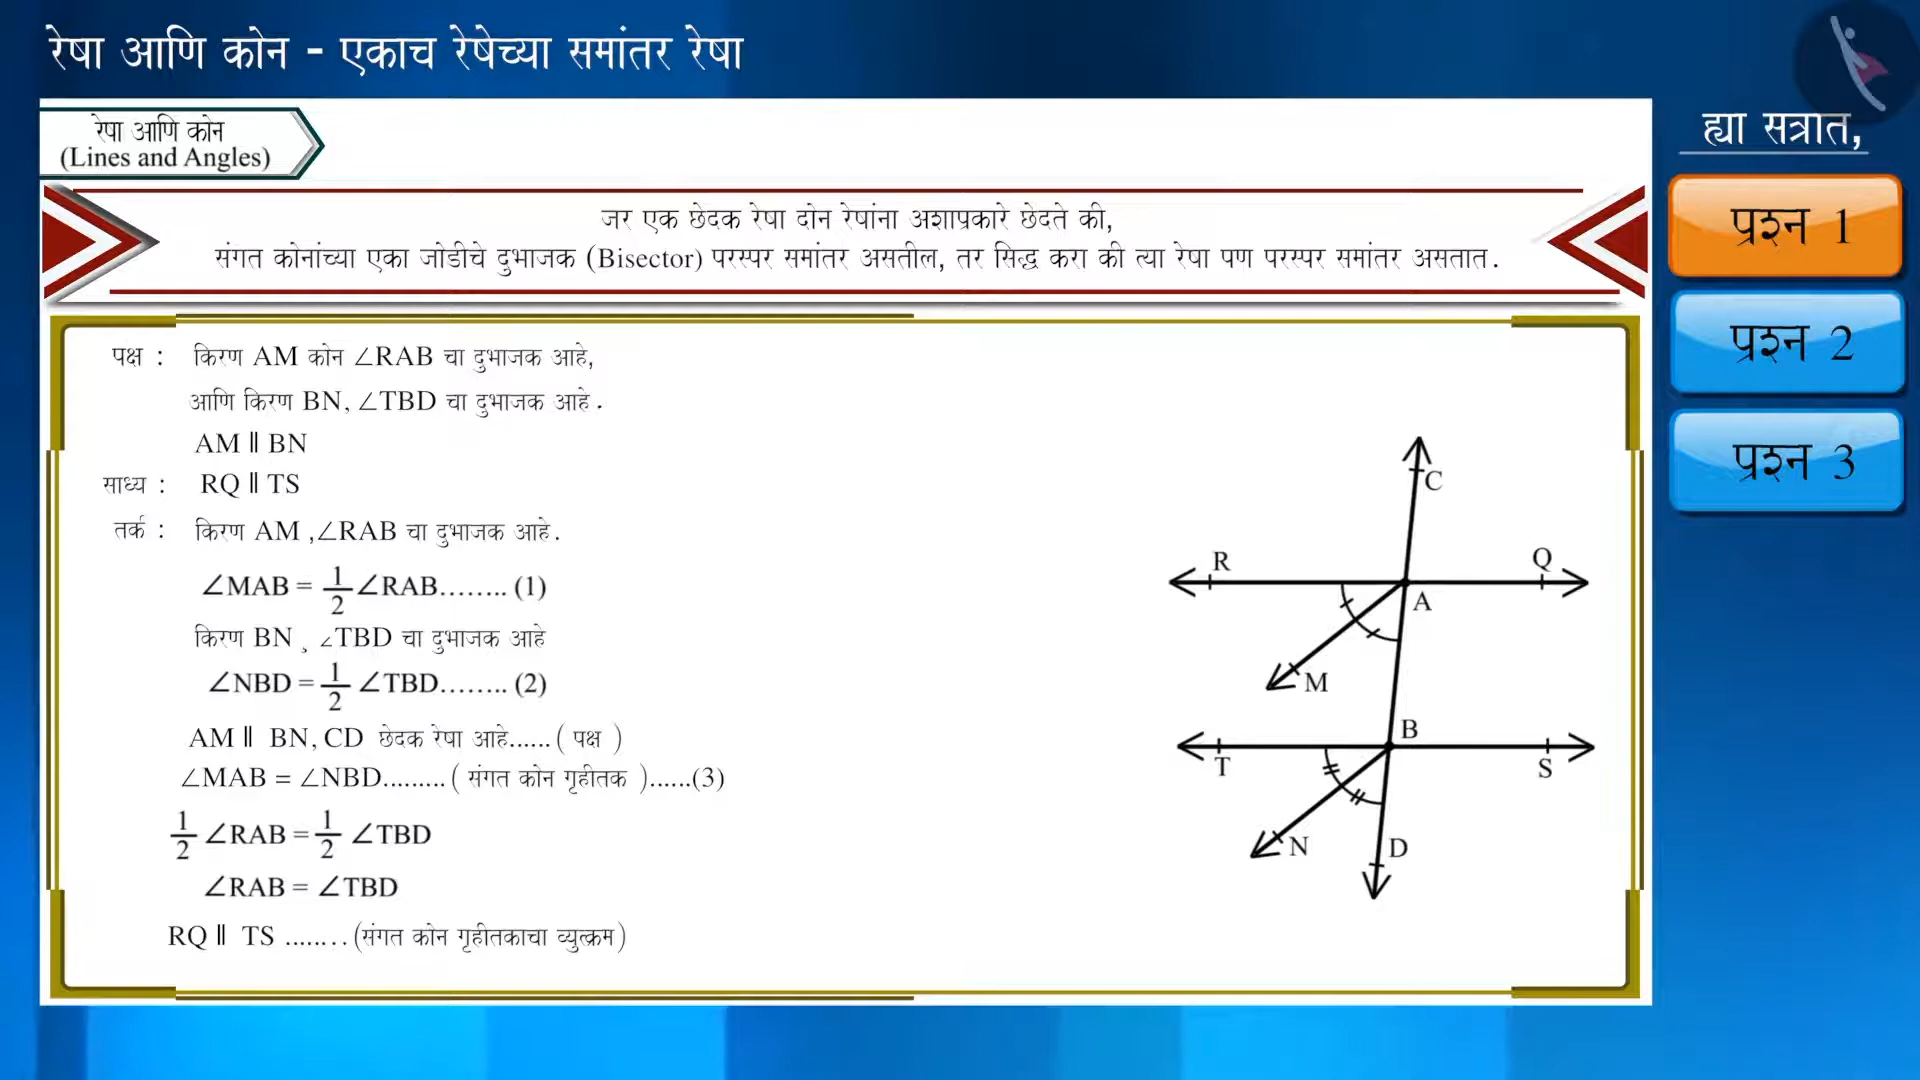 रेषा आणि कोन - एकाच रेषेच्या समांतर रेषा
ह्या सत्रात,
रेषा आणि कोन
(Lines and Angles)
जर एक छेदक रेषा दोन रेषांना अशाप्रकारे छेदते की,
संगत कोनांच्या एका जोडीचे दुभाजक (Bisector) परस्पर समांतर असतील, तर सिद्ध करा की त्या रेषा पण परस्पर समांतर असतात.
प्रश्न 1
प्रश्न 2
प्रश्न 3
पक्ष : किरण AM कोन ∠RAB चा दुभाजक आहे,
आणि किरण BN, ∠TBD चा दुभाजक आहे.
AM || BN
साध्य : RQ || TS
तर्क : किरण AM ,∠RAB चा दुभाजक आहे.
∠MAB = 1/2 ∠RAB........ (1)
किरण BN , ∠TBD चा दुभाजक आहे
∠NBD = 1/2 ∠TBD........ (2)
AM || BN, CD छेदक रेषा आहे......( पक्ष )
∠MAB = ∠NBD.........( संगत कोन गृहीतक )......(3)
1/2 ∠RAB = 1/2 ∠TBD
∠RAB = ∠TBD
RQ || TS ........(संगत कोन गृहीतकाचा व्युत्क्रम)
C
R
Q
A
M
B
T
S
N
D